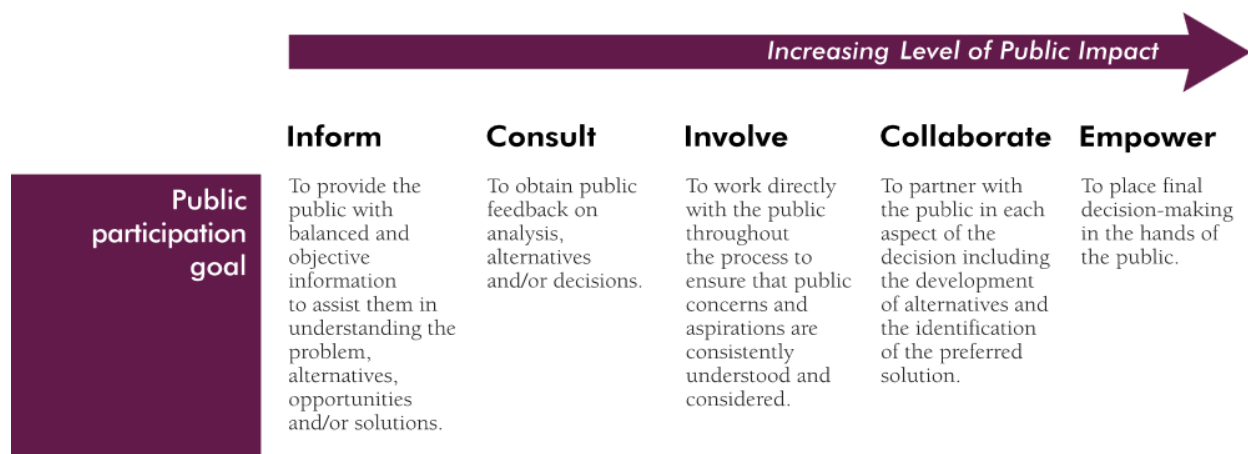 Increasing Level of Public Impact
Inform
Consult
Involve
Collaborate
Empower
Public
participation
goal
To provide the
public with
balanced and
objective
information
to assist them in
understanding the
problem,
alternatives,
opportunities
and/or solutions.
To obtain public
feedback on
analysis,
alternatives
and/or decisions.
To work directly
with the public
throughout
the process to
ensure that public
concerns and
aspirations are
consistently
understood and
considered.
To partner with
the public in each
aspect of the
decision including
the development
of alternatives and
the identification
of the preferred
solution.
To place final
decision-making
in the hands of
the public.